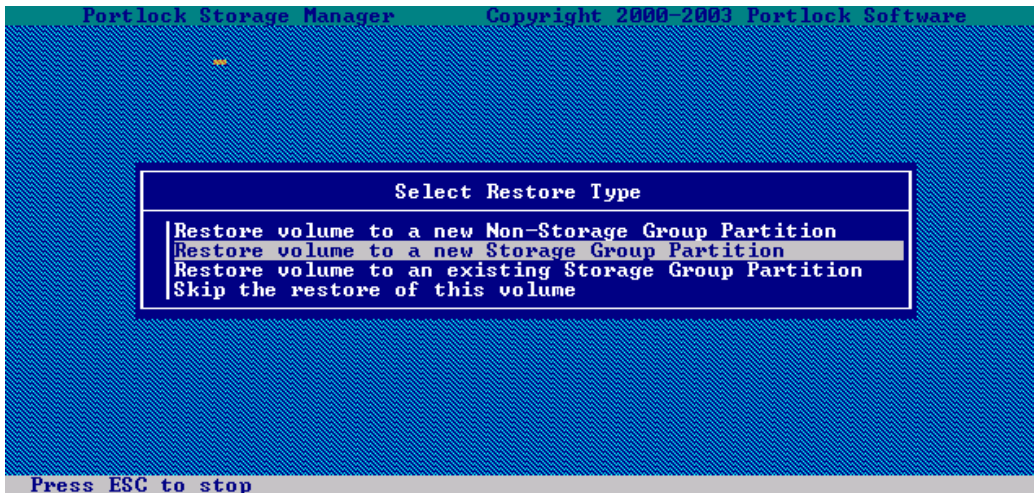 Portlock Storage Manager Copyright 2000-2003 Portlock Software
Select Restore Type
Restore volume to a new Non-Storage Group Partition
Restore volume to a new Storage Group Partition
Restore volume to an existing Storage Group Partition
Skip the restore of this volume
Press ESC to stop